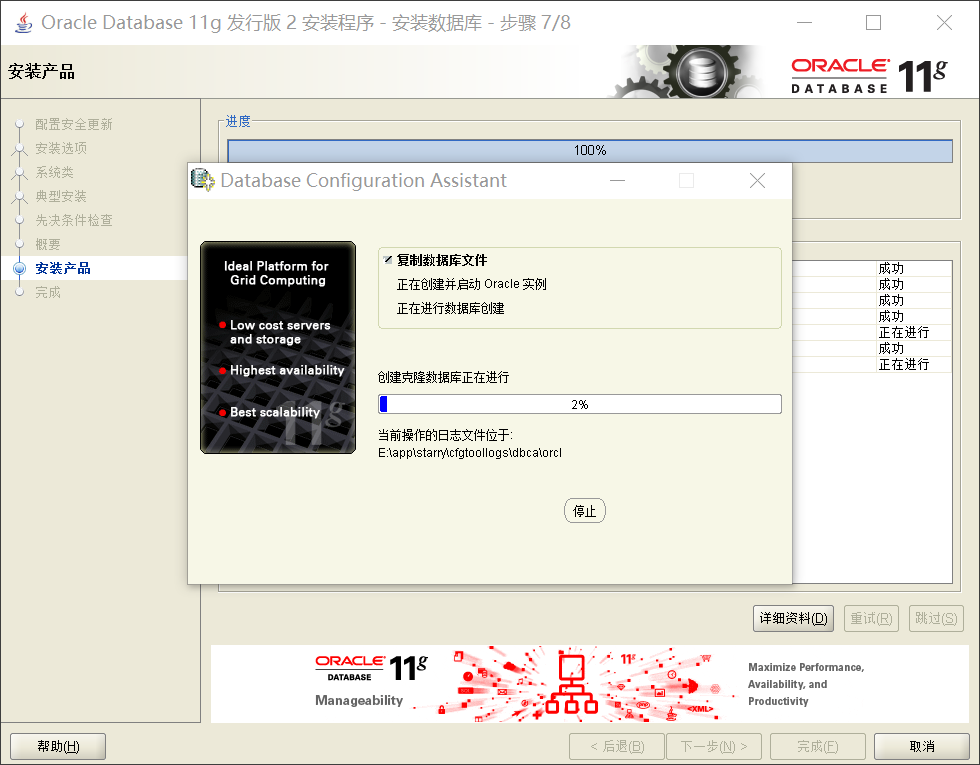 Oracle Database 11g 发行版 2 安装程序 - 安装数据库 - 步骤 7/8
安装产品
ORACLE
DATABASE 11g
配置安全更新
安装选项
系统类
典型安装
先决条件检查
概要
安装产品
完成
进度
100%
Database Configuration Assistant
Ideal Platform for
Grid Computing
Low cost servers
and storage
Highest availability
Best scalability
11g
复制数据库文件
正在创建并启动 Oracle 实例
正在进行数据库创建
创建克隆数据库正在进行
2%
当前操作的日志文件位于:
E:\app\starry\cfgtoollogs\dbca\orcl
停止
成功
成功
成功
成功
正在进行
成功
正在进行
详细资料(D)
重试(R)
跳过(S)
ORACLE
DATABASE 11g
Manageability
11g
<XML>
Maximize Performance,
Availability, and
Productivity
帮助(H)
< 后退(B)
下一步(N) >
完成(F)
取消